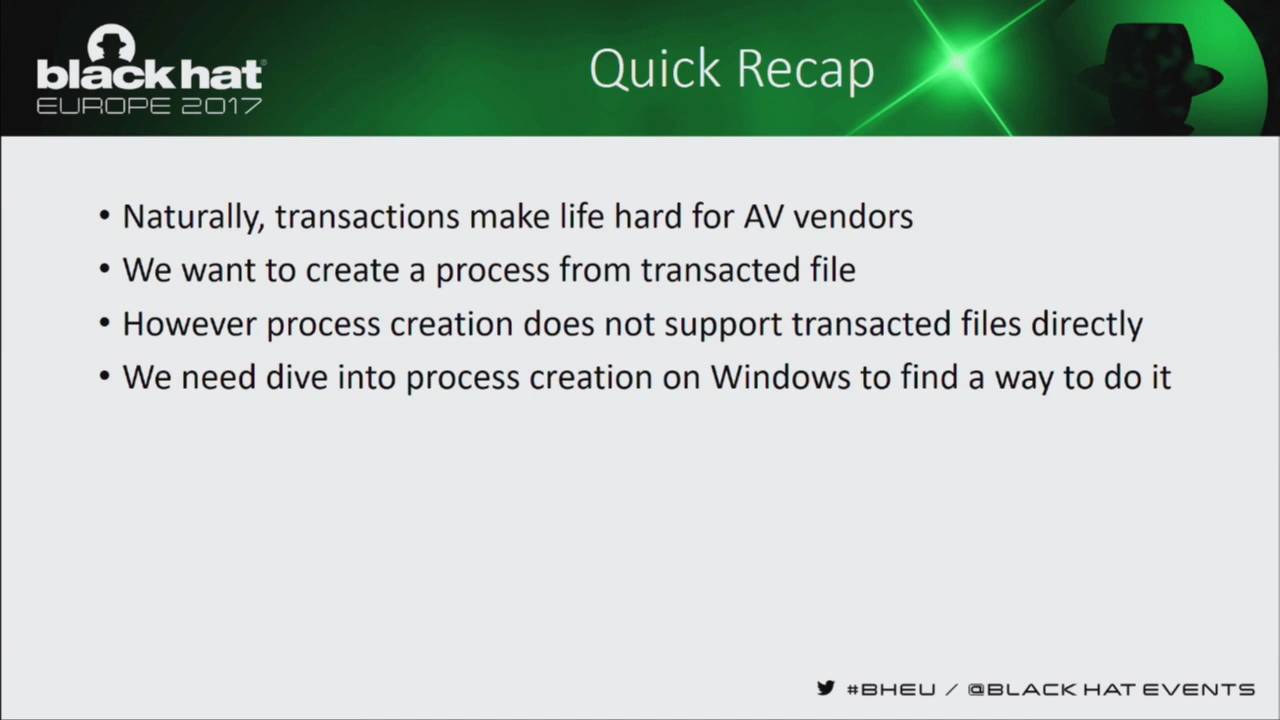 black hat®
EUROPE 2017
Quick Recap
• Naturally, transactions make life hard for AV vendors
• We want to create a process from transacted file
• However process creation does not support transacted files directly
• We need dive into process creation on Windows to find a way to do it
#BHEU / @BLACK HAT EVENTS